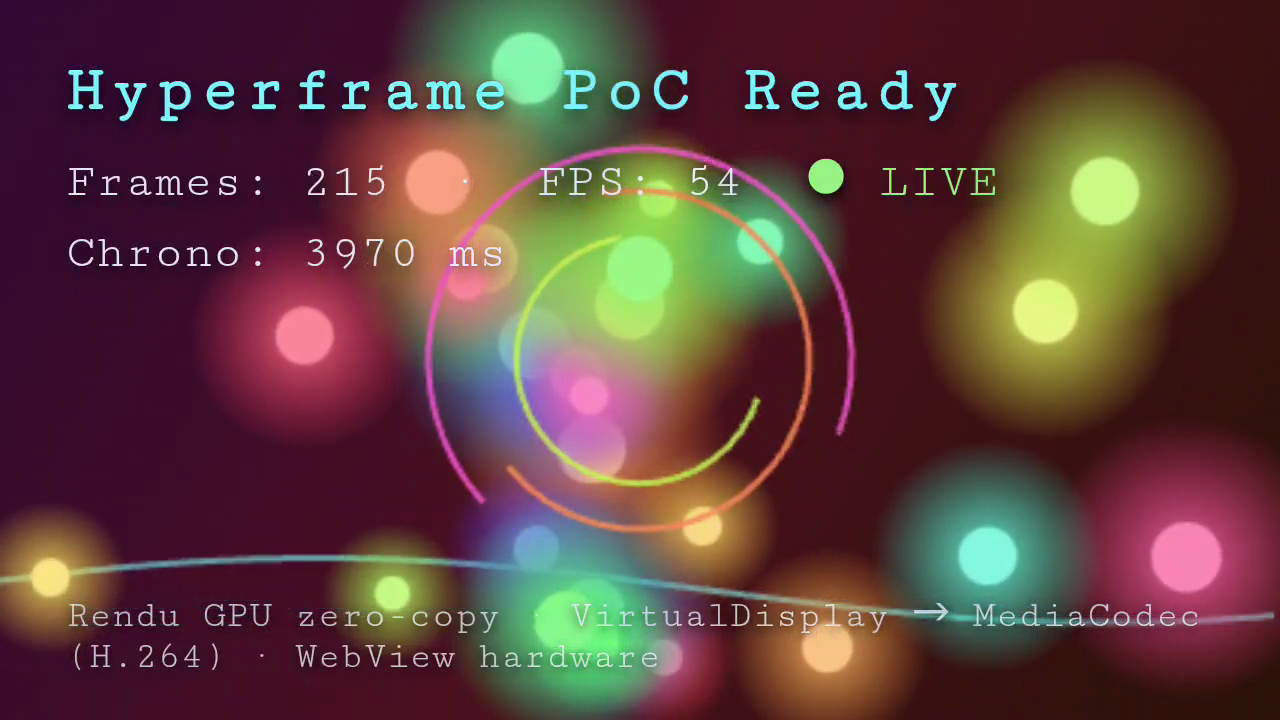 Hyperframe PoC Ready
Frames: 215 · FPS: 54 LIVE
Chrono: 3970 ms
Rendu GPU zero-copy · VirtualDisplay → MediaCodec
(H.264) · WebView hardware